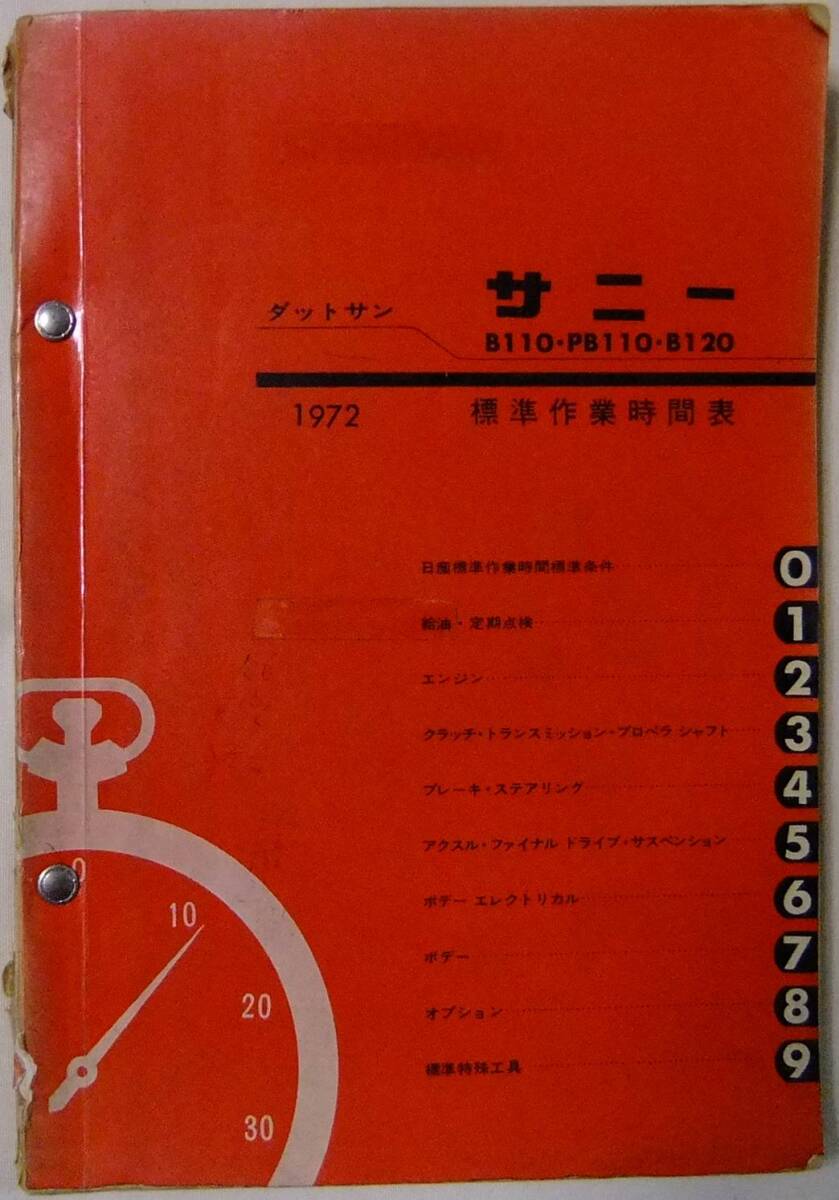 サニー
ダットサン
B110・PB110・B120
1972 標準作業時間表
日産標準作業時間標準条件 0
給油・定期点検 1
エンジン 2
クラッチ・トランスミッション・プロペラ シャフト 3
ブレーキ・ステアリング 4
アクスル・ファイナル ドライブ・サスペンション 5
ボデー エレクトリカル 6
ボデー 7
オプション 8
標準特殊工具 9
0
10
20
30